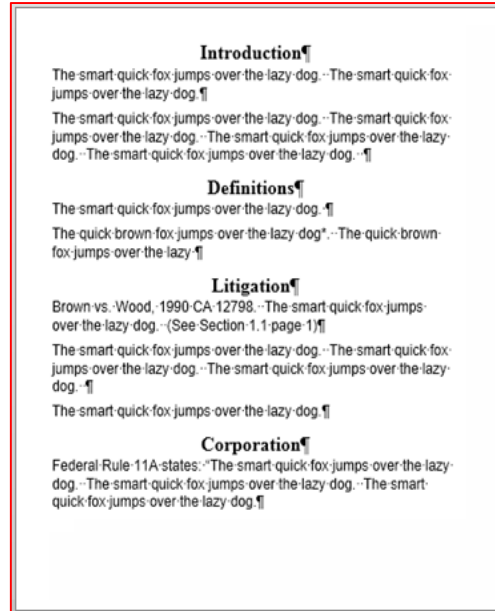 Introduction¶
The·smart·quick·fox·jumps·over·the·lazy·dog.··The·smart·quick·fox·
jumps·over·the·lazy·dog.¶
The·smart·quick·fox·jumps·over·the·lazy·dog.··The·smart·quick·fox·
jumps·over·the·lazy·dog.··The·smart·quick·fox·jumps·over·the·lazy·
dog.··The·smart·quick·fox·jumps·over·the·lazy·dog.··¶
Definitions¶
The·smart·quick·fox·jumps·over·the·lazy·dog.·¶
The·quick·brown·fox·jumps·over·the·lazy·dog*.··The·quick·brown·
fox·jumps·over·the·lazy·¶
Litigation¶
Brown·vs.·Wood,·1990·CA·12798.··The·smart·quick·fox·jumps·
over·the·lazy·dog.··(See·Section·1.1·page·1)¶
The·smart·quick·fox·jumps·over·the·lazy·dog.··The·smart·quick·fox·
jumps·over·the·lazy·dog.··The·smart·quick·fox·jumps·over·the·lazy·
dog.··¶
The·smart·quick·fox·jumps·over·the·lazy·dog.¶
Corporation¶
Federal·Rule·11A·states:·“The·smart·quick·fox·jumps·over·the·lazy·
dog.··The·smart·quick·fox·jumps·over·the·lazy·dog.··The·smart·
quick·fox·jumps·over·the·lazy·dog.¶